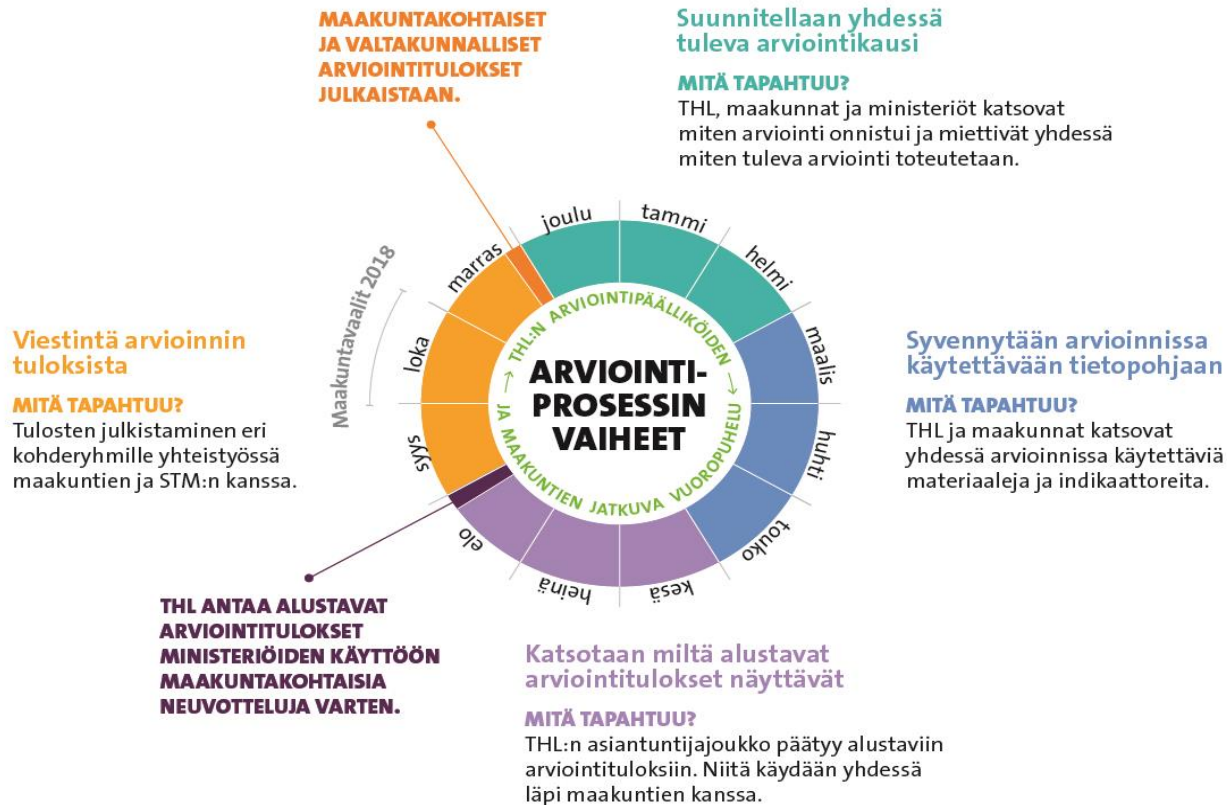 MAAKUNTAKOHTAISET
JA VALTAKUNNALLISET
ARVIOINTITULOKSET
JULKAISTAAN.
Suunnitellaan yhdessä
tuleva arviointikausi
MITÄ TAPAHTUU?
THL, maakunnat ja ministeriöt katsovat
miten arviointi onnistui ja miettivät yhdessä
miten tuleva arviointi toteutetaan.
joulu
tammi
helmi
maalis
huhti
touko
kesä
heinä
elo
syys
loka
marras
Maakuntavaalit 2018
→ THL:N ARVIOINTIPÄÄLLIKÖIDEN →
JA MAAKUNTIEN JATKUVA VUOROPUHELU
ARVIOINTI-
PROSESSIN
VAIHEET
Viestintä arvioinnin
tuloksista
MITÄ TAPAHTUU?
Tulosten julkistaminen eri
kohderyhmille yhteistyössä
maakuntien ja STM:n kanssa.
Syvennytään arvioinnissa
käytettävään tietopohjaan
MITÄ TAPAHTUU?
THL ja maakunnat katsovat
yhdessä arvioinnissa käytettäviä
materiaaleja ja indikaattoreita.
THL ANTAA ALUSTAVAT
ARVIOINTITULOKSET
MINISTERIÖIDEN KÄYTTÖÖN
MAAKUNTAKOHTAISIA
NEUVOTTELUJA VARTEN.
Katsotaan miltä alustavat
arviointitulokset näyttävät
MITÄ TAPAHTUU?
THL:n asiantuntijajoukko päätyy alustaviin
arviointituloksiin. Niitä käydään yhdessä
läpi maakuntien kanssa.